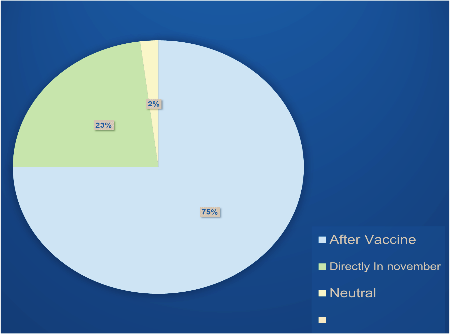 2%
23%
75%
After Vaccine
Directly In november
Neutral